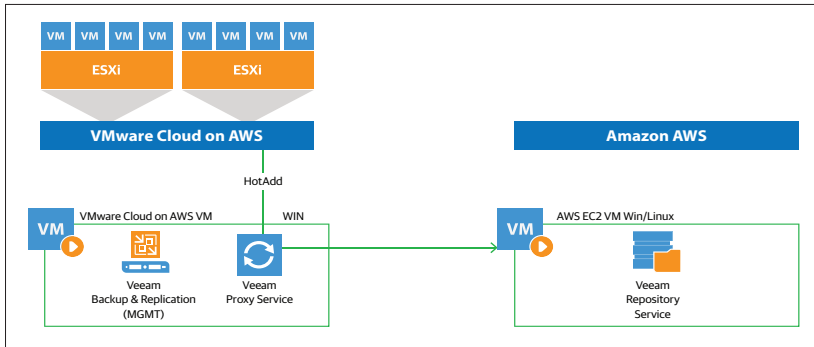 VM VM VM VM VM VM VM VM
ESXi ESXi
VMware Cloud on AWS
Amazon AWS
HotAdd
VM
VMware Cloud on AWS VM
WIN
Veeam
Backup & Replication
(MGMT)
Veeam
Proxy Service
VM
AWS EC2 VM Win/Linux
Veeam
Repository
Service